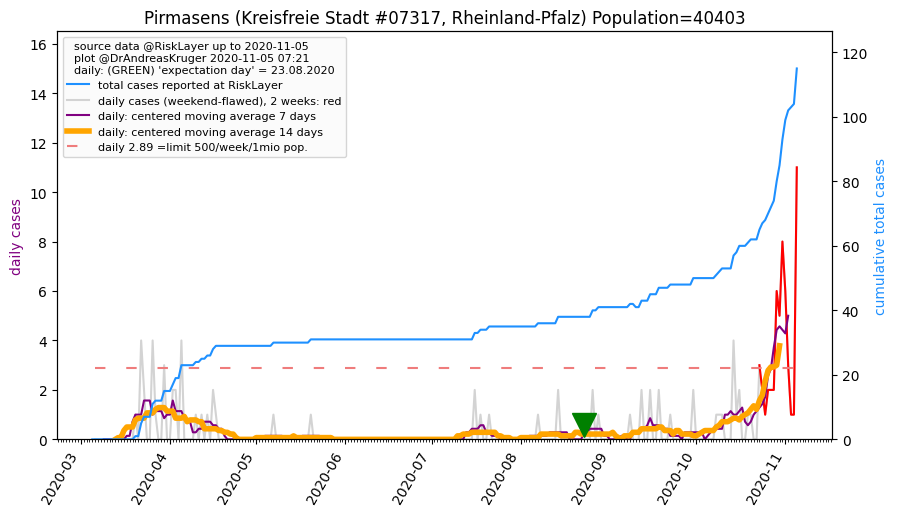 Pirmasens (Kreisfreie Stadt #07317, Rheinland-Pfalz) Population=40403
source data @RiskLayer up to 2020-11-05
plot @DrAndreasKruger 2020-11-05 07:21
daily: (GREEN) 'expectation day' = 23.08.2020
total cases reported at RiskLayer
daily cases (weekend-flawed), 2 weeks: red
daily: centered moving average 7 days
daily: centered moving average 14 days
daily 2.89 =limit 500/week/1mio pop.
daily cases
16
14
12
10
8
6
4
2
0
120
100
80
60
40
20
0
cumulative total cases
2020-03
2020-04
2020-05
2020-06
2020-07
2020-08
2020-09
2020-10
2020-11